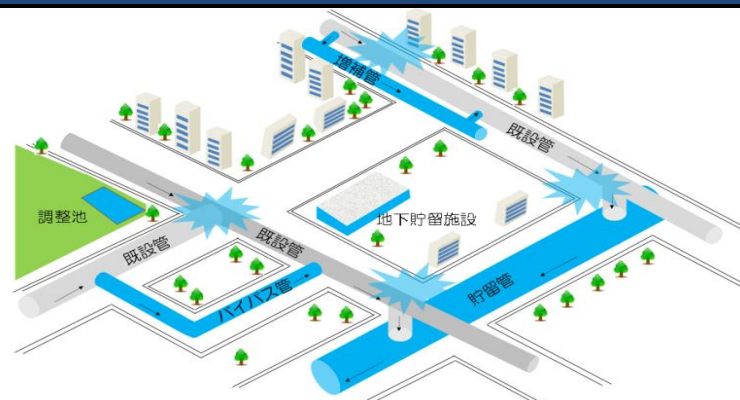 増補管
既設管
調整池
地下貯留施設
既設管
既設管
バイパス管
貯留管